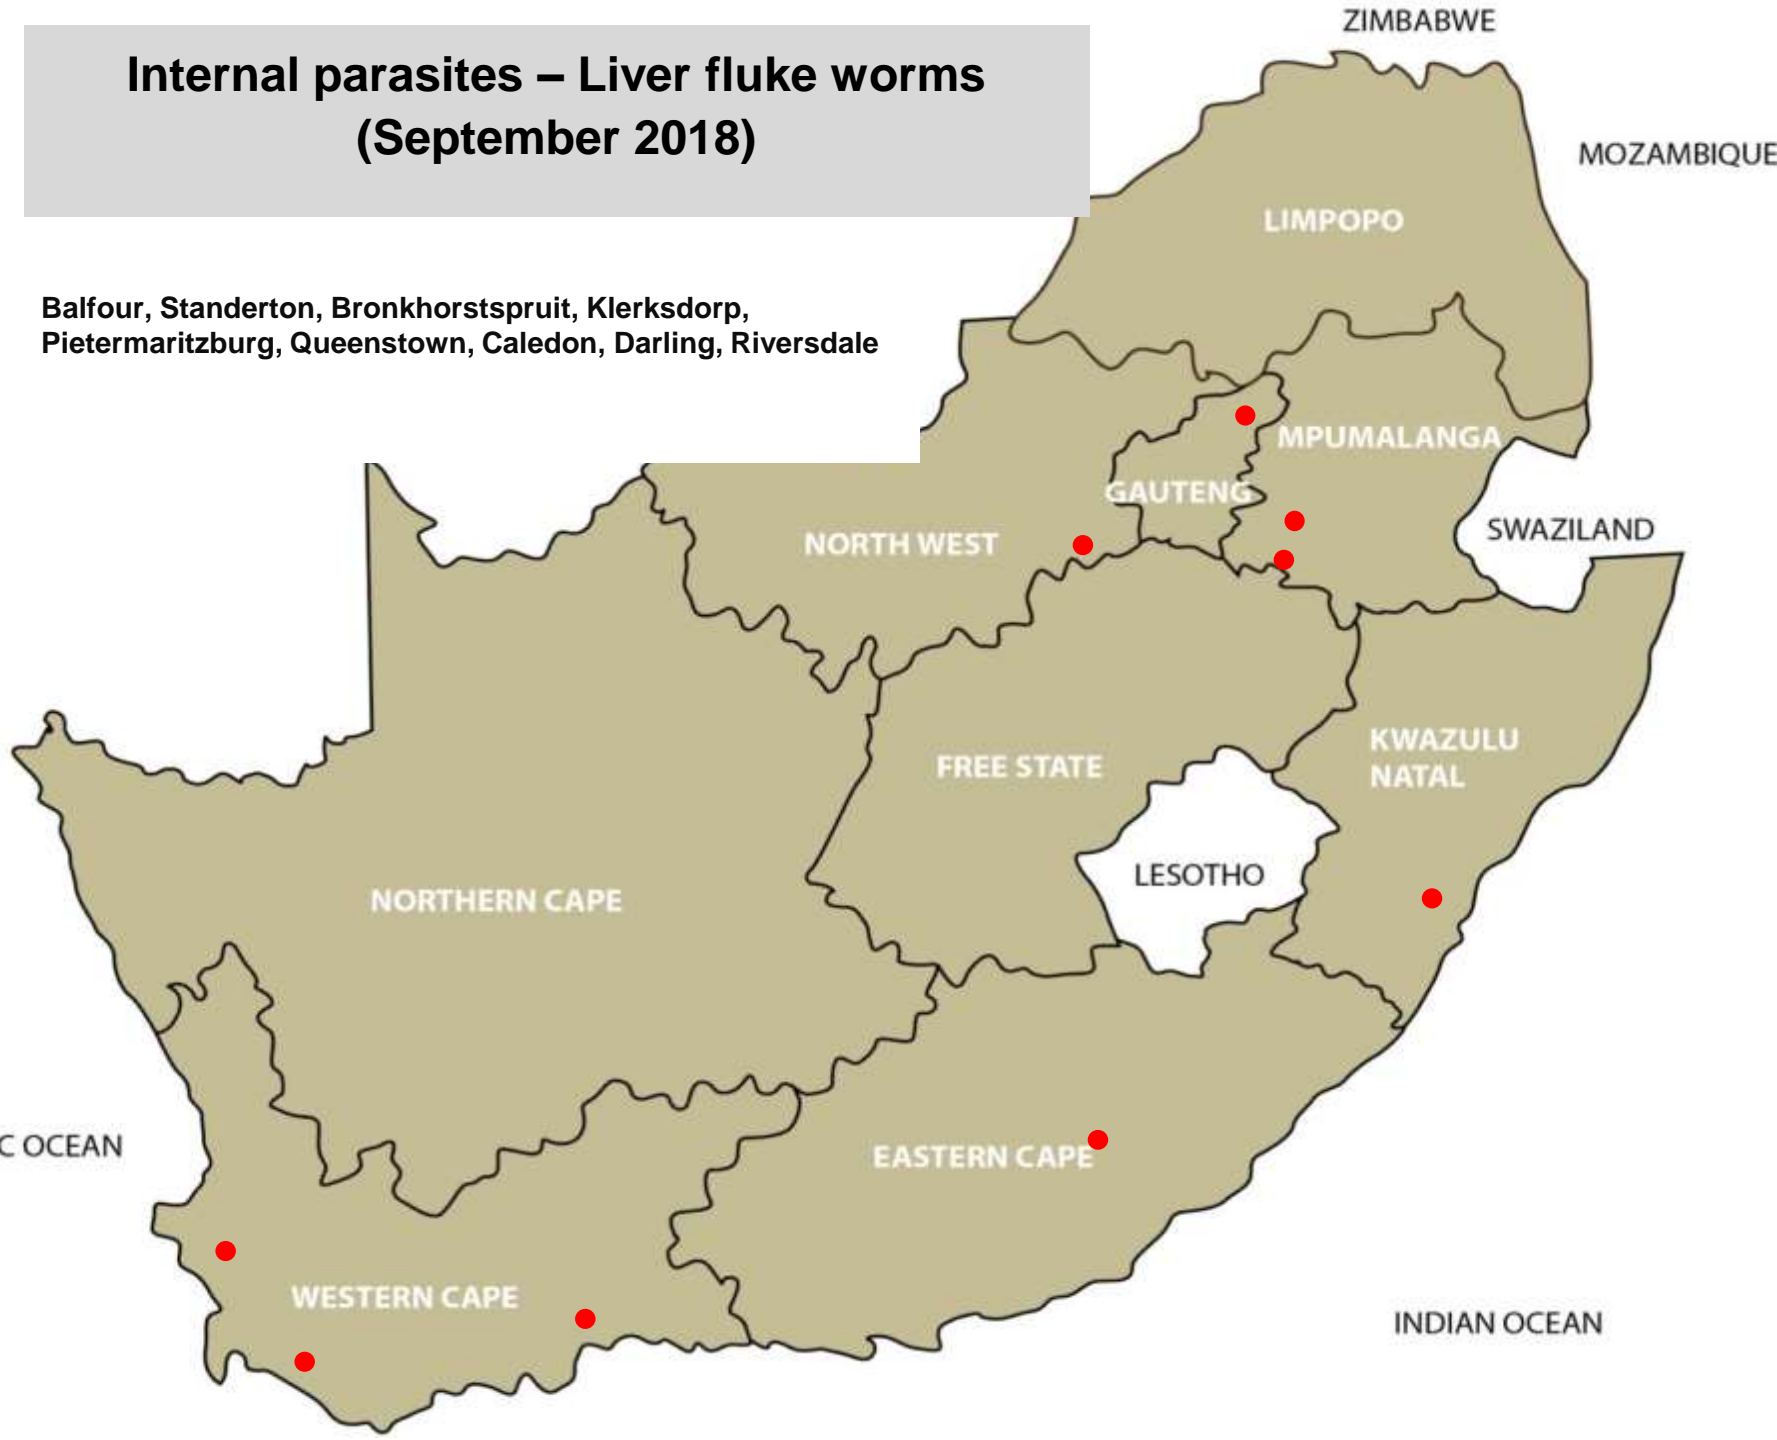 ZIMBABWE
Internal parasites – Liver fluke worms
(September 2018)
MOZAMBIQUE
LIMPOPO
Balfour, Standerton, Bronkhorstspruit, Klerksdorp,
Pietermaritzburg, Queenstown, Caledon, Darling, Riversdale
MPUMALANGA
GAUTENG
SWAZILAND
NORTH WEST
KWAZULU
NATAL
FREE STATE
LESOTHO
NORTHERN CAPE
C OCEAN
EASTERN CAPE
WESTERN CAPE
INDIAN OCEAN